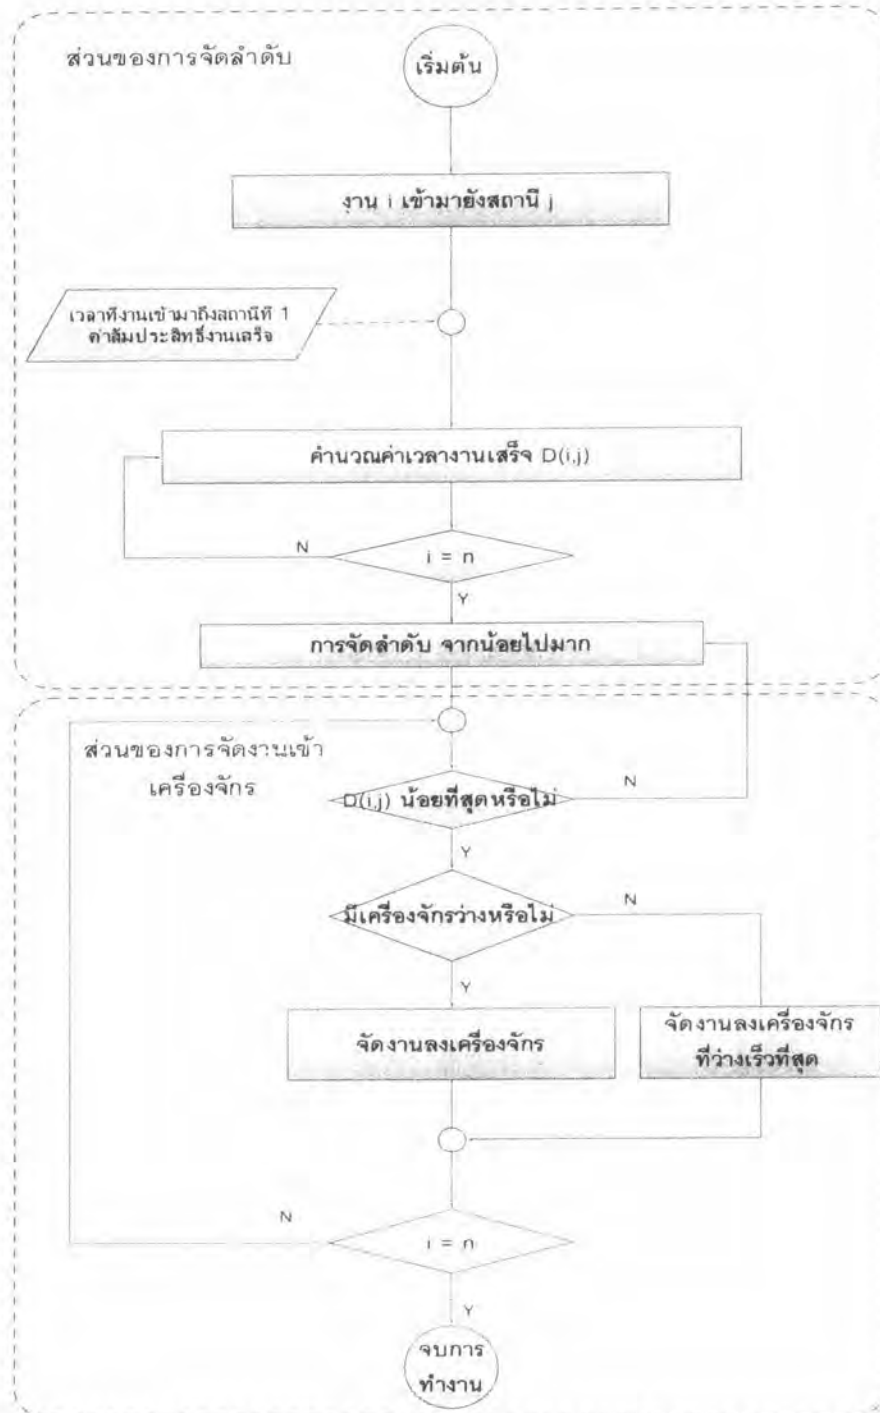 ส่วนของการจัดลำดับ
เริ่มต้น
งาน i เข้ามายังสถานี j
เวลาที่งานเข้ามาถึงสถานีที่ 1
ค่าสัมประสิทธิ์งานเสร็จ
คำนวณค่าเวลางานเสร็จ D(i,j)
i = n
N
Y
การจัดลำดับ จากน้อยไปมาก
ส่วนของการจัดงานเข้า
เครื่องจักร
D(i,j) น้อยที่สุดหรือไม่
N
Y
มีเครื่องจักรว่างหรือไม่
N
Y
จัดงานลงเครื่องจักร
จัดงานลงเครื่องจักร
ที่ว่างเร็วที่สุด
N
i = n
Y
จบการ
ทำงาน